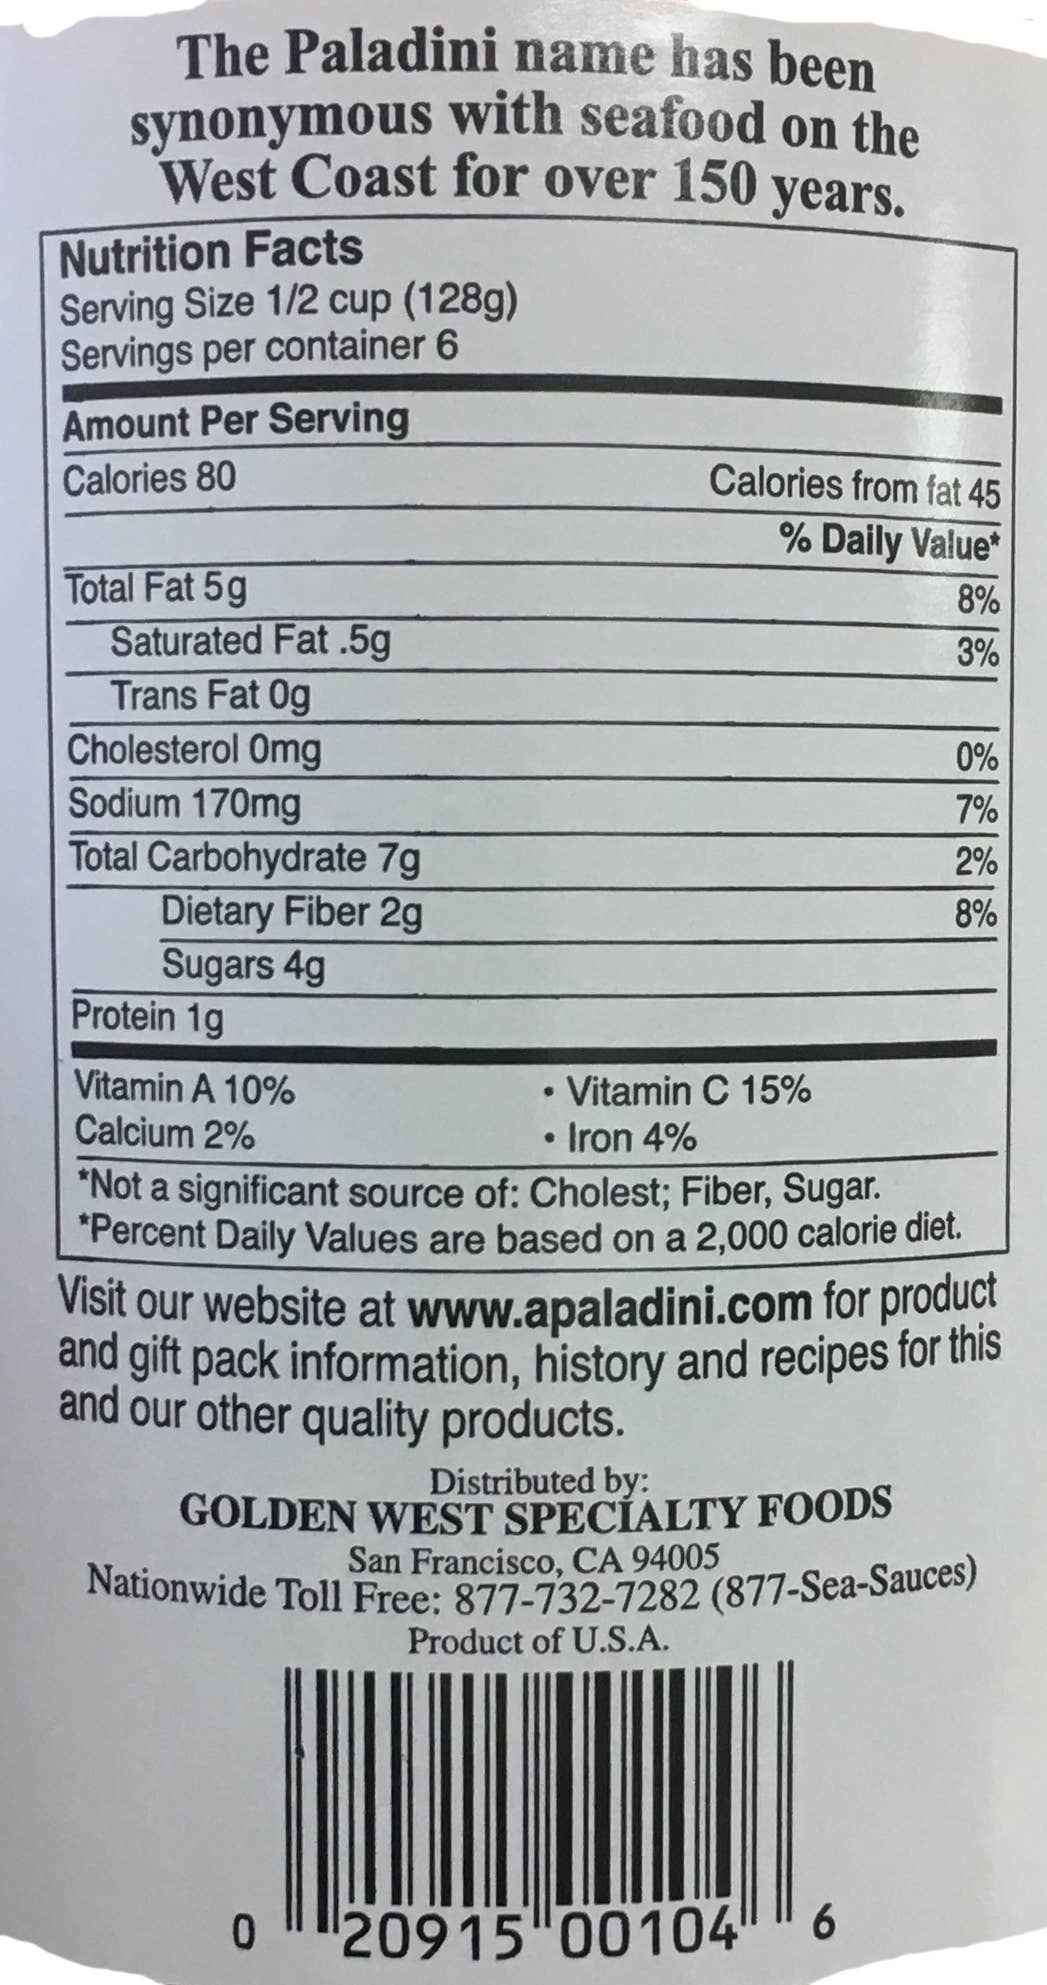 The Paladini name has been
synonymous with seafood on the
West Coast for over 150 years.
Nutrition Facts
Serving Size 1/2 cup (128g)
Servings per container 6
Amount Per Serving
Calories 80 Calories from fat 45
% Daily Value*
Total Fat 5g 8%
Saturated Fat .5g 3%
Trans Fat 0g
Cholesterol 0mg 0%
Sodium 170mg 7%
Total Carbohydrate 7g 2%
Dietary Fiber 2g 8%
Sugars 4g
Protein 1g
Vitamin A 10% • Vitamin C 15%
Calcium 2% • Iron 4%
*Not a significant source of: Cholest; Fiber, Sugar.
*Percent Daily Values are based on a 2,000 calorie diet.
Visit our website at www.apaladini.com for product
and gift pack information, history and recipes for this
and our other quality products.
Distributed by:
GOLDEN WEST SPECIALTY FOODS
San Francisco, CA 94005
Nationwide Toll Free: 877-732-7282 (877-Sea-Sauces)
Product of U.S.A.
0 20915 00104 6